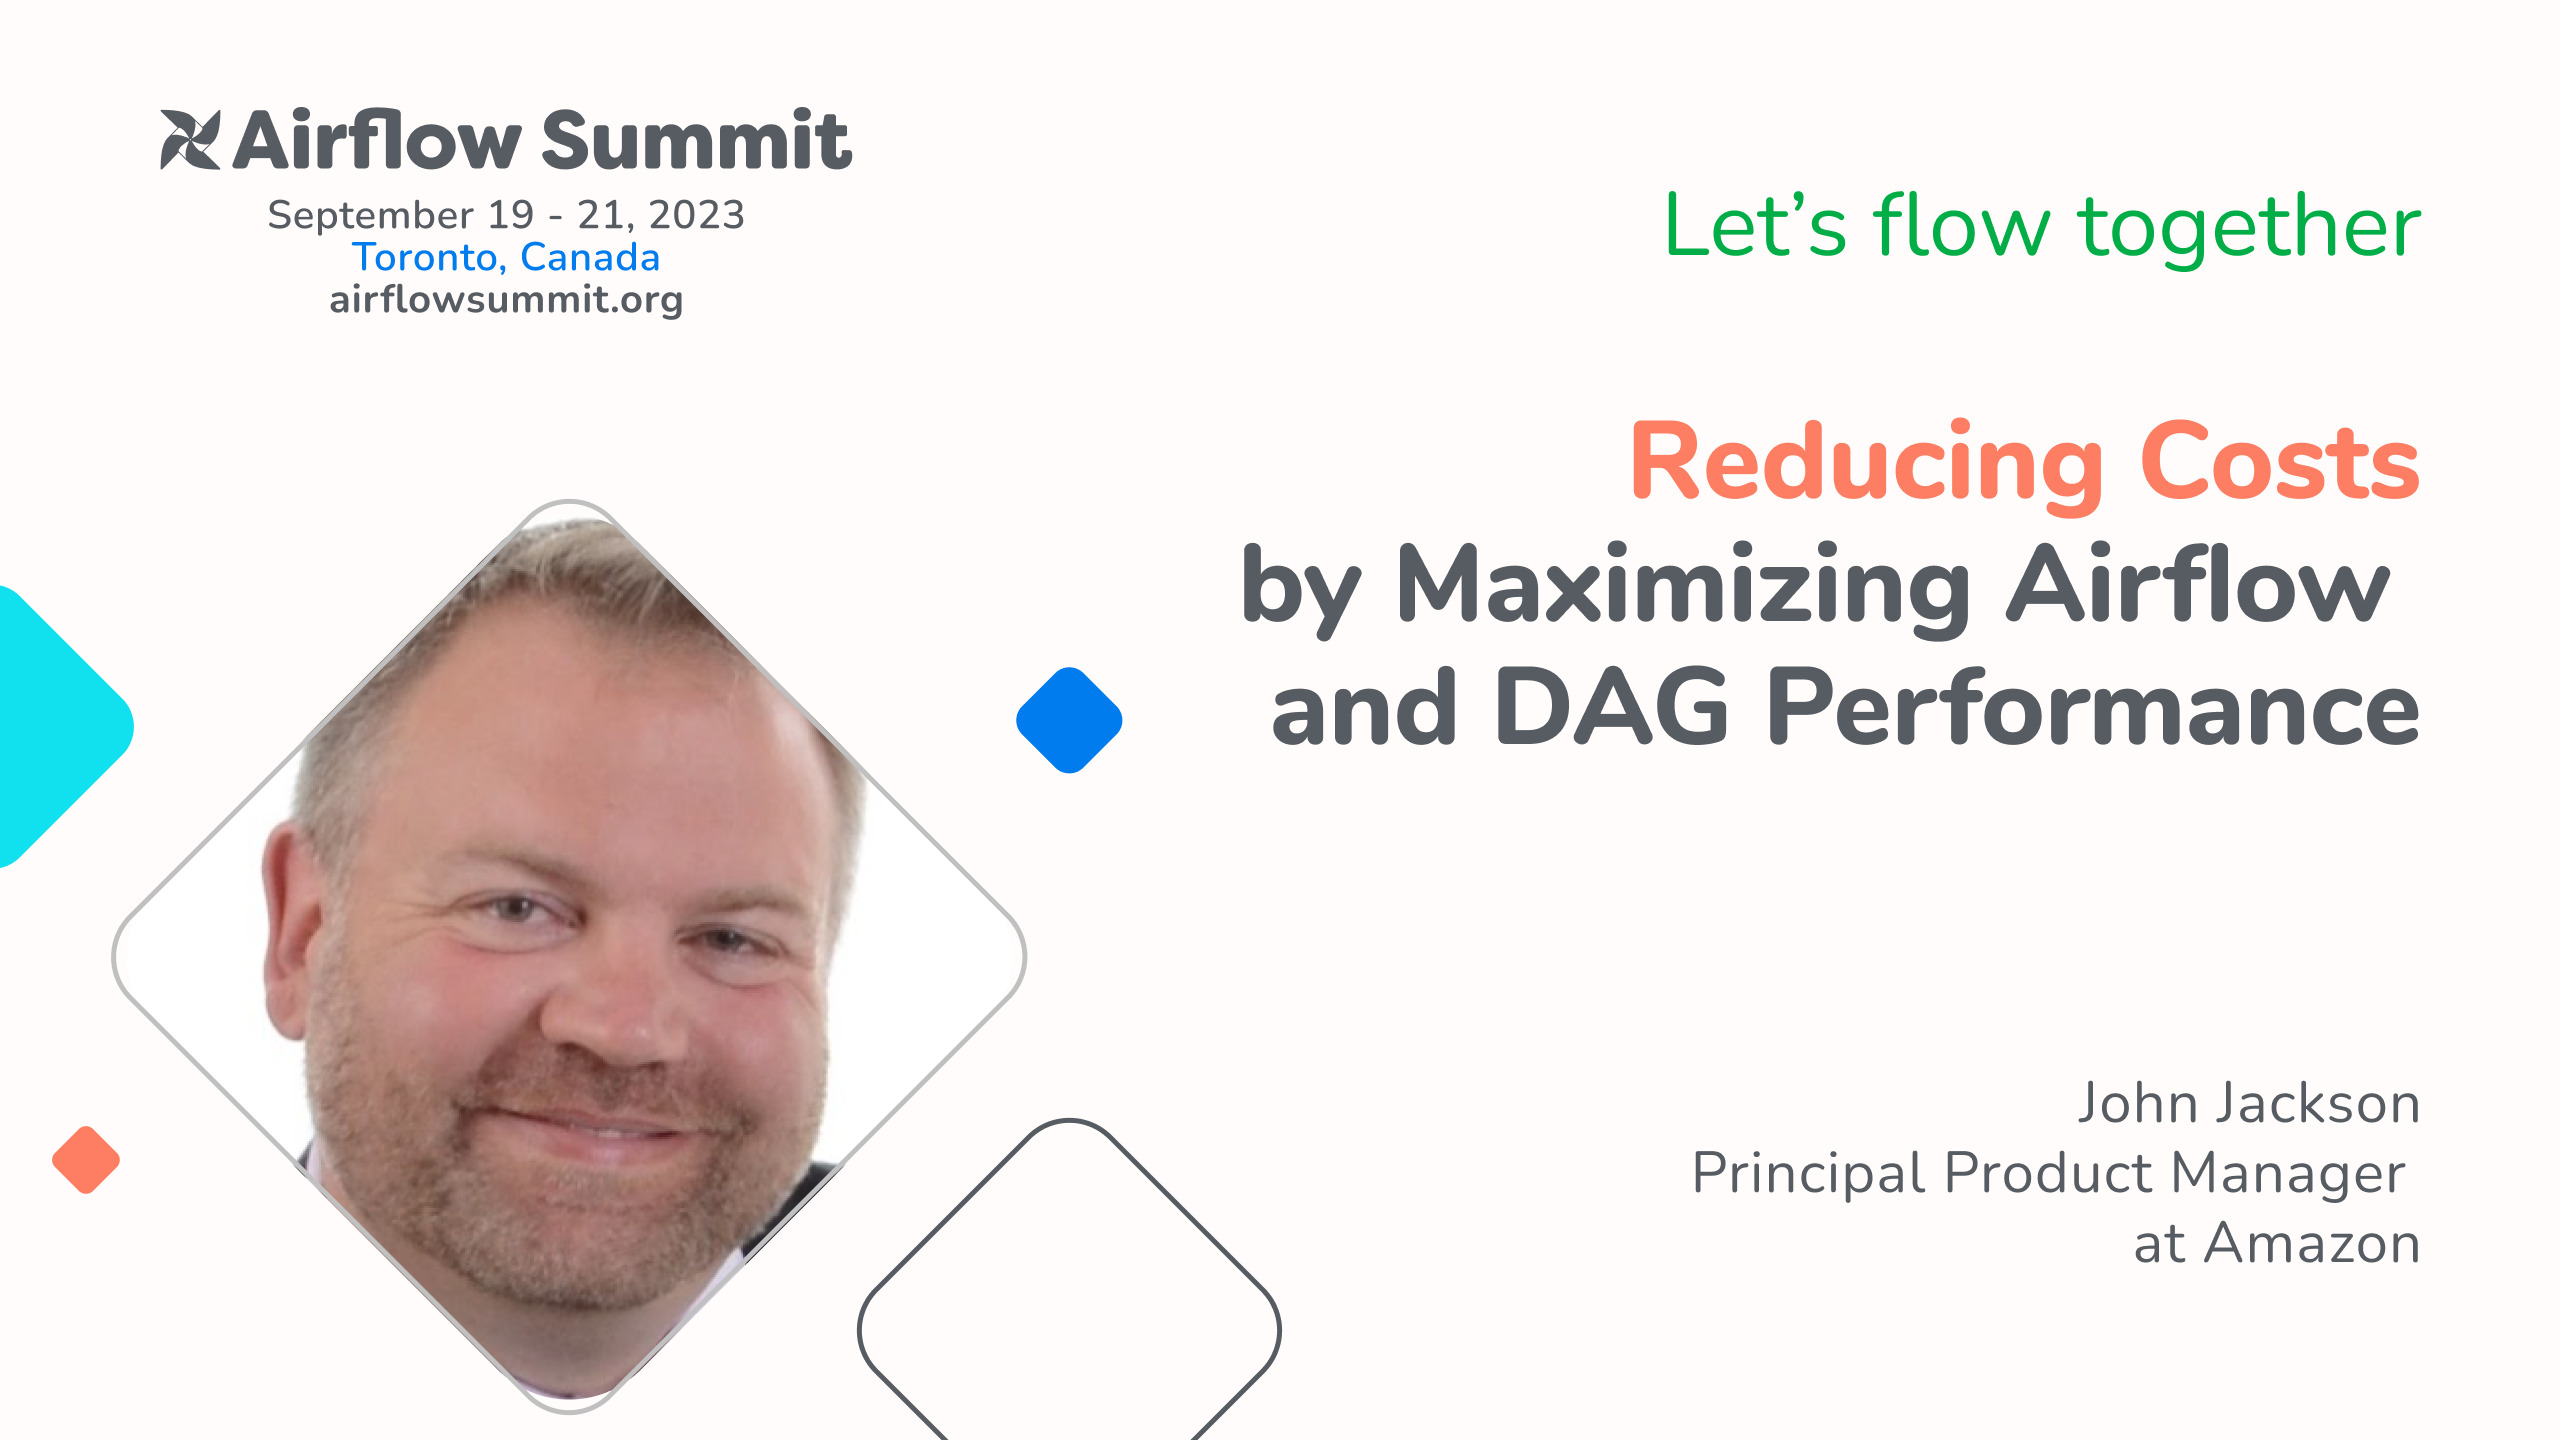 Airflow Summit
September 19 - 21, 2023
Toronto, Canada
airflowsummit.org
Let’s flow together
Reducing Costs
by Maximizing Airflow
and DAG Performance
John Jackson
Principal Product Manager
at Amazon